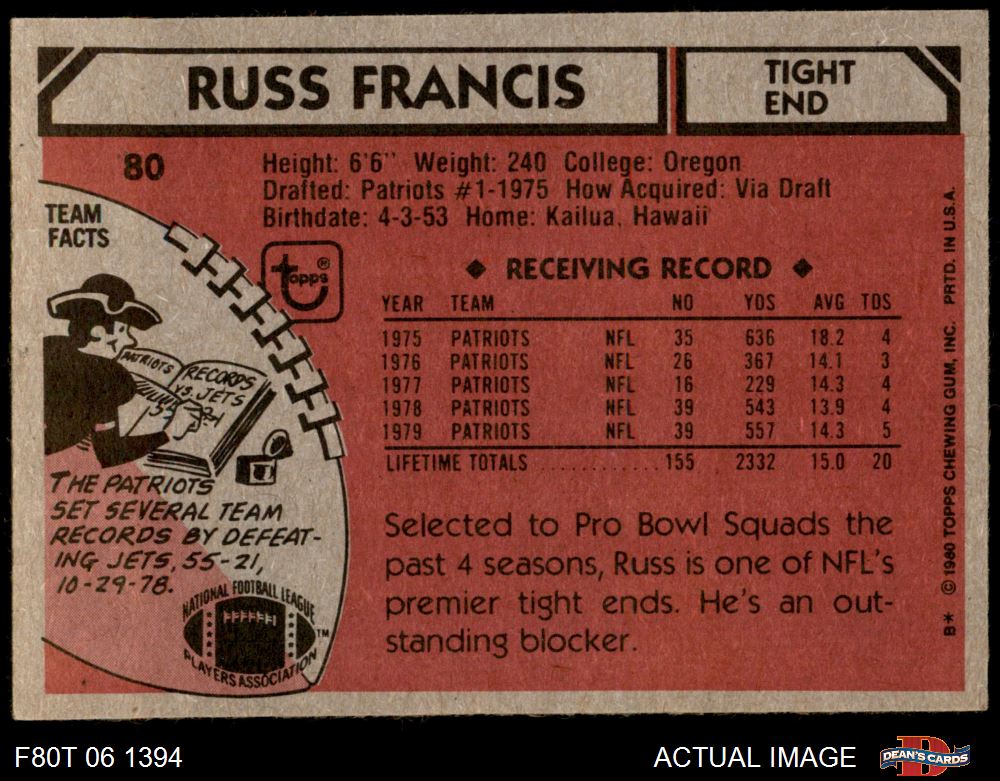 RUSS FRANCIS
TIGHT
END
80
Height: 6'6" Weight: 240 College: Oregon
Drafted: Patriots #1-1975 How Acquired: Via Draft
Birthdate: 4-3-53 Home: Kailua, Hawaii
TEAM
FACTS
topps®
PATRIOTS
RECORDS
VS. JETS
55-21
THE PATRIOTS
SET SEVERAL TEAM
RECORDS BY DEFEAT-
ING JETS, 55-21,
10-29-78.
NATIONAL FOOTBALL LEAGUE
PLAYERS ASSOCIATION
TM
◆ RECEIVING RECORD ◆
YEAR TEAM NO YDS AVG TDS
1975 PATRIOTS NFL 35 636 18.2 4
1976 PATRIOTS NFL 26 367 14.1 3
1977 PATRIOTS NFL 16 229 14.3 4
1978 PATRIOTS NFL 39 543 13.9 4
1979 PATRIOTS NFL 39 557 14.3 5
LIFETIME TOTALS ............ 155 2332 15.0 20
Selected to Pro Bowl Squads the
past 4 seasons, Russ is one of NFL's
premier tight ends. He's an out-
standing blocker.
B* © 1980 TOPPS CHEWING GUM, INC. PRTD. IN U.S.A.
F80T 06 1394
ACTUAL IMAGE
DEAN'S CARDS